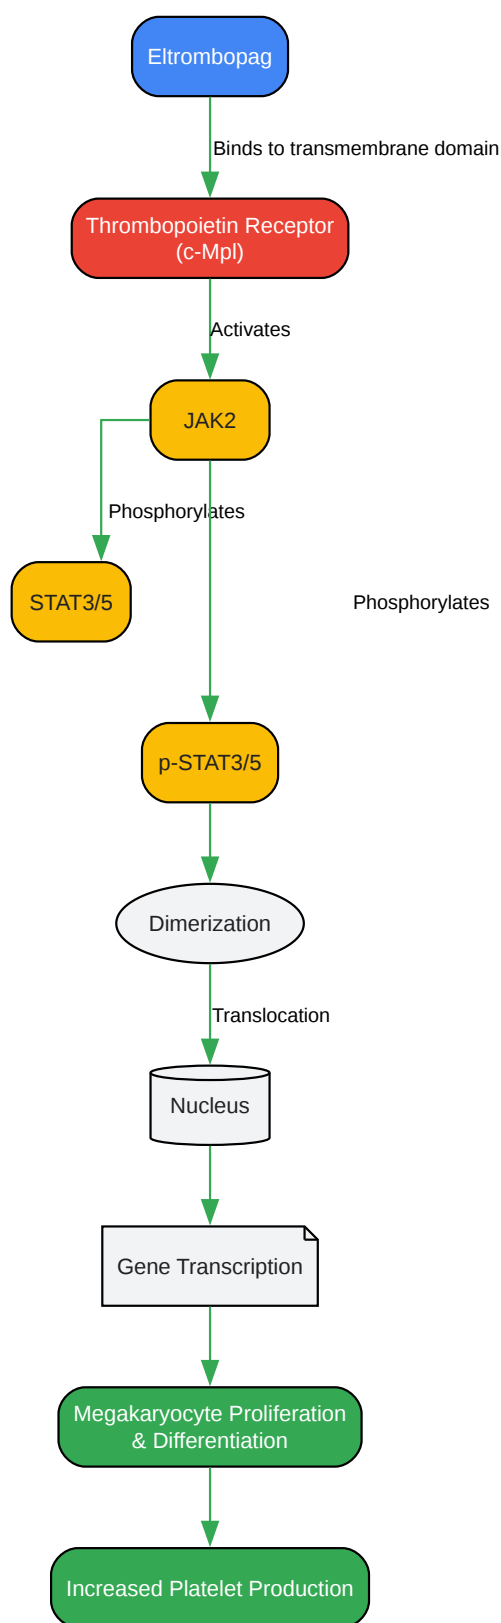 Eltrombopag
Binds to transmembrane domain
Thrombopoietin Receptor
(c-Mpl)
Activates
JAK2
Phosphorylates
STAT3/5
Phosphorylates
p-STAT3/5
Dimerization
Translocation
Nucleus
Gene Transcription
Megakaryocyte Proliferation
& Differentiation
Increased Platelet Production